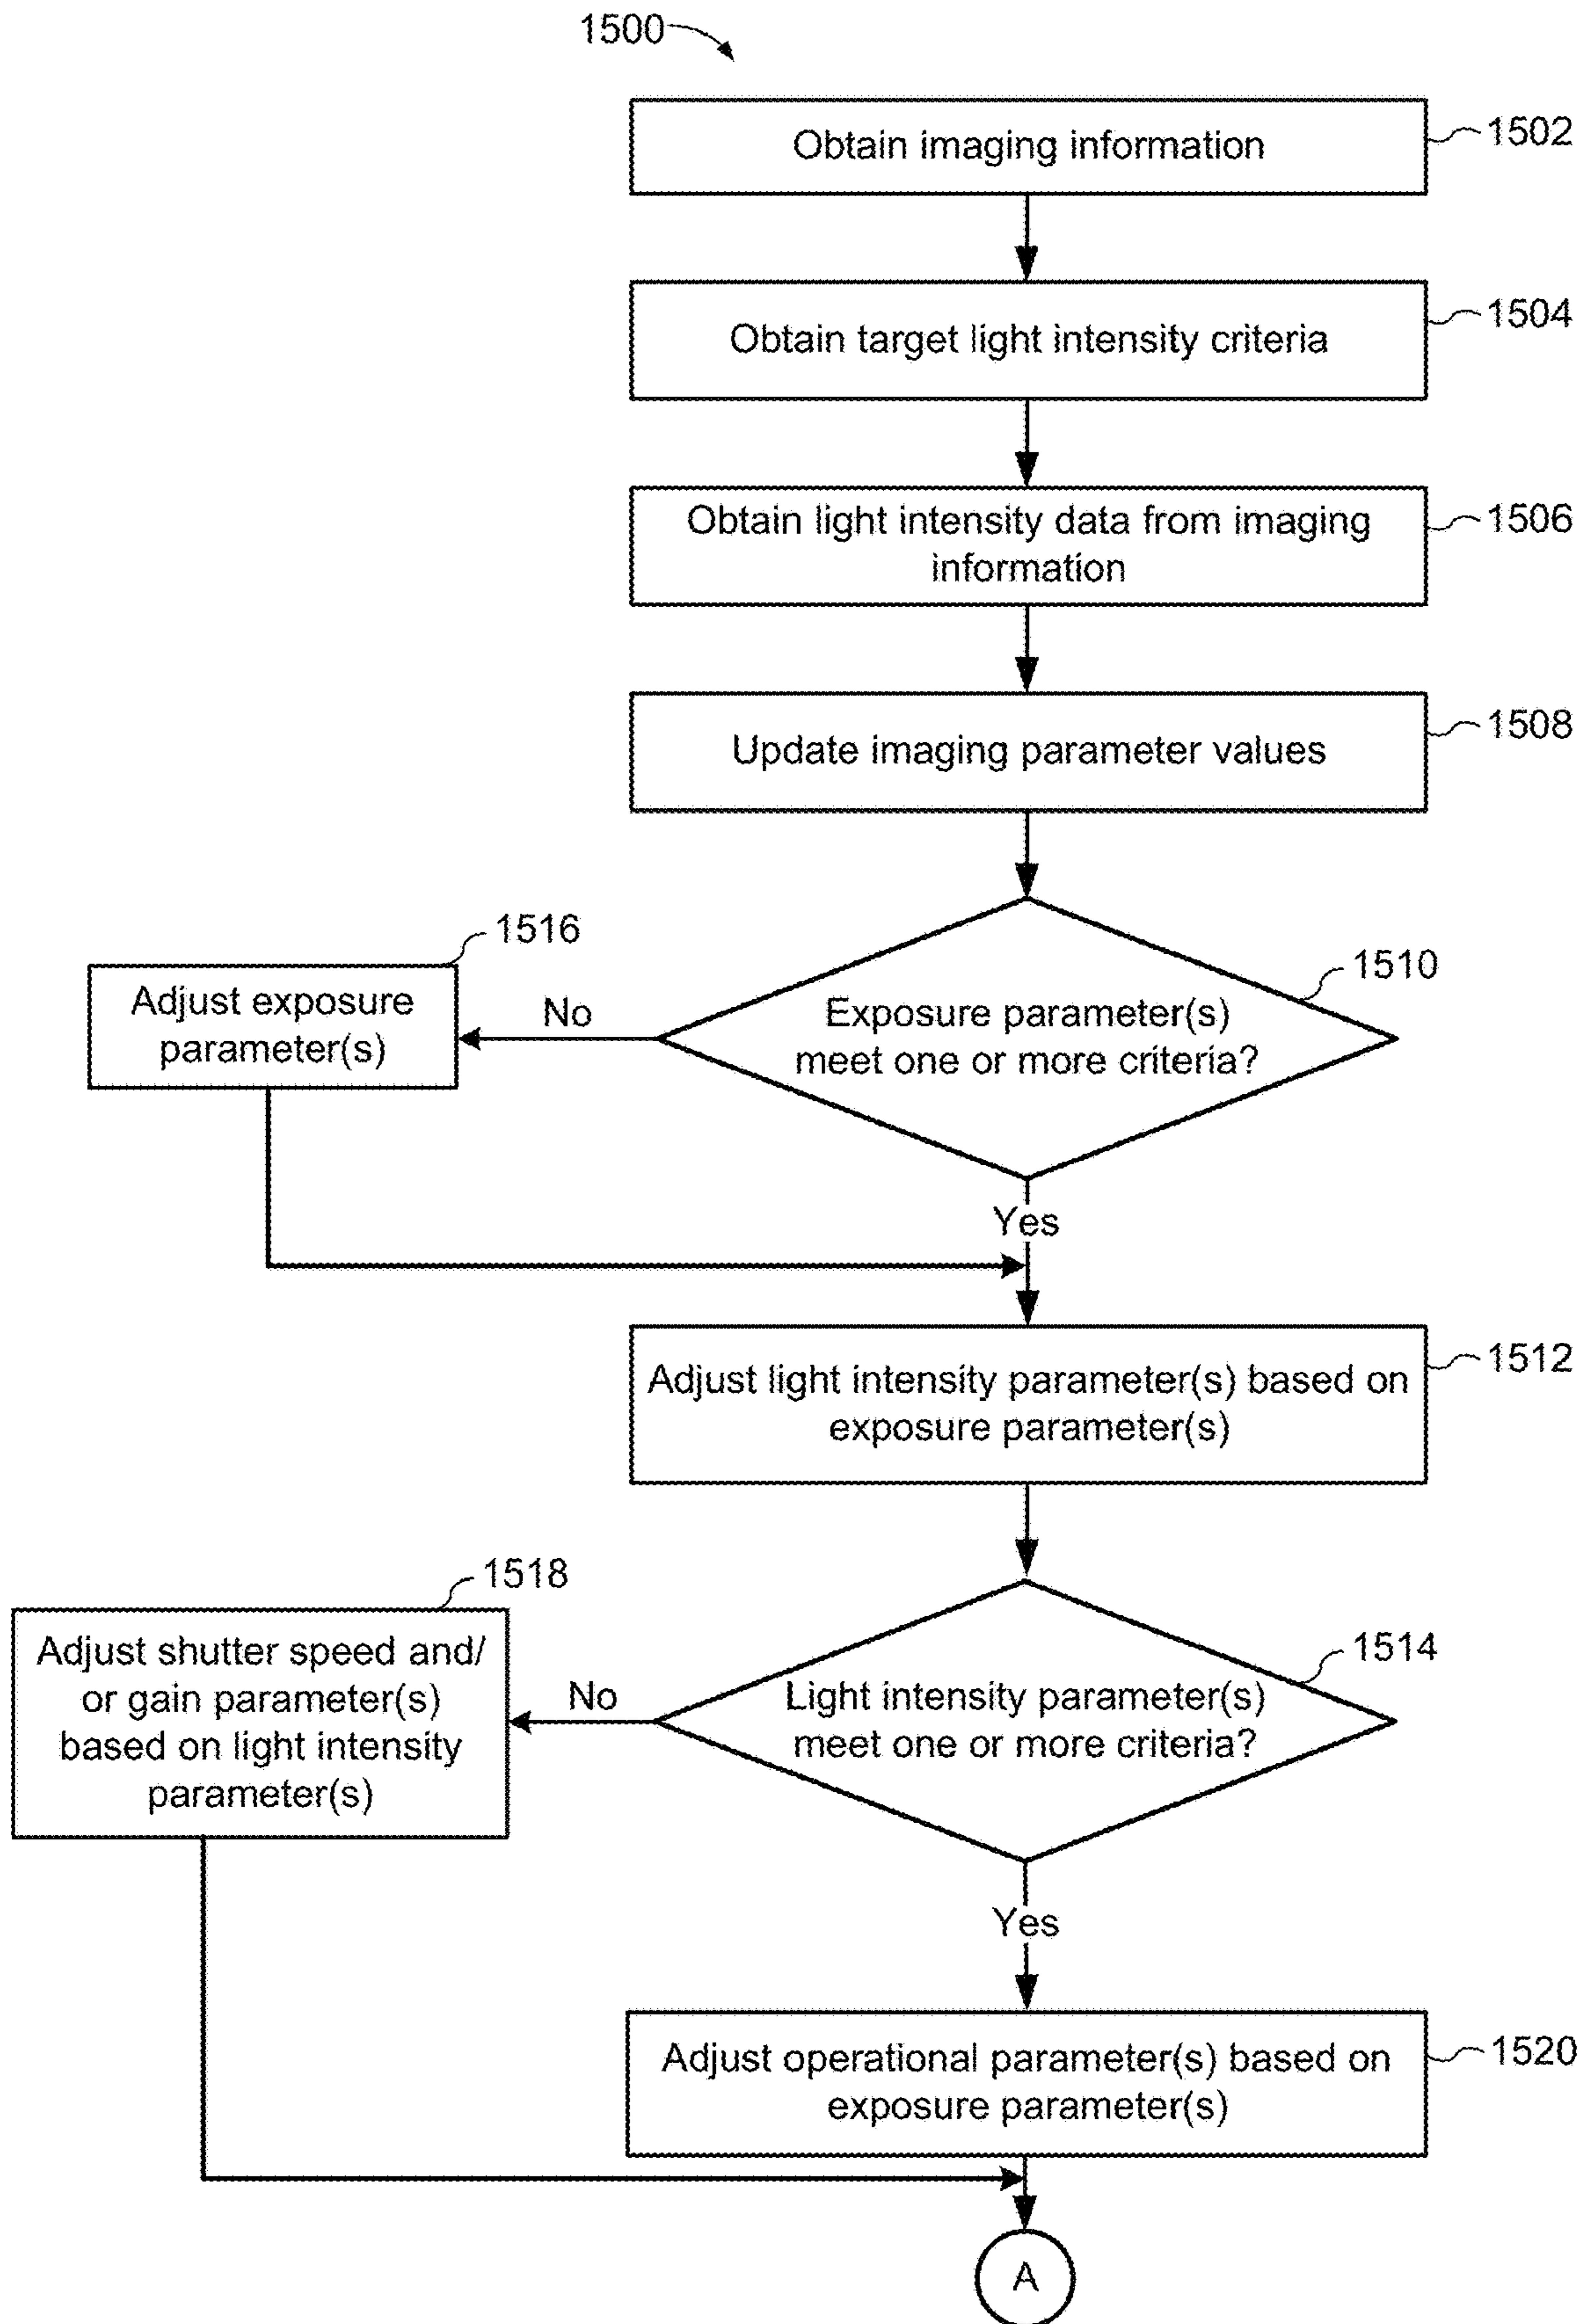 1500
Obtain imaging information
1502
Obtain target light intensity criteria
1504
Obtain light intensity data from imaging
information
1506
Update imaging parameter values
1508
1516
Adjust exposure
parameter(s)
No
Exposure parameter(s)
meet one or more criteria?
1510
Yes
Adjust light intensity parameter(s) based on
exposure parameter(s)
1512
1518
Adjust shutter speed and/
or gain parameter(s)
based on light intensity
parameter(s)
No
Light intensity parameter(s)
meet one or more criteria?
1514
Yes
Adjust operational parameter(s) based on
exposure parameter(s)
1520
A